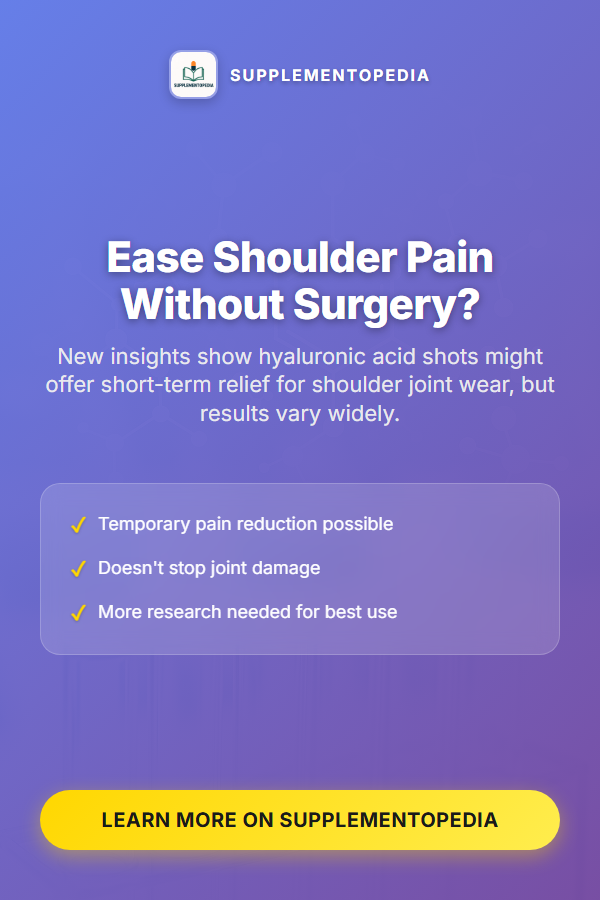 SUPPLEMENTOPEDIA
SUPPLEMENTOPEDIA
Ease Shoulder Pain
Without Surgery?
New insights show hyaluronic acid shots might
offer short-term relief for shoulder joint wear, but
results vary widely.
✓ Temporary pain reduction possible
✓ Doesn't stop joint damage
✓ More research needed for best use
LEARN MORE ON SUPPLEMENTOPEDIA